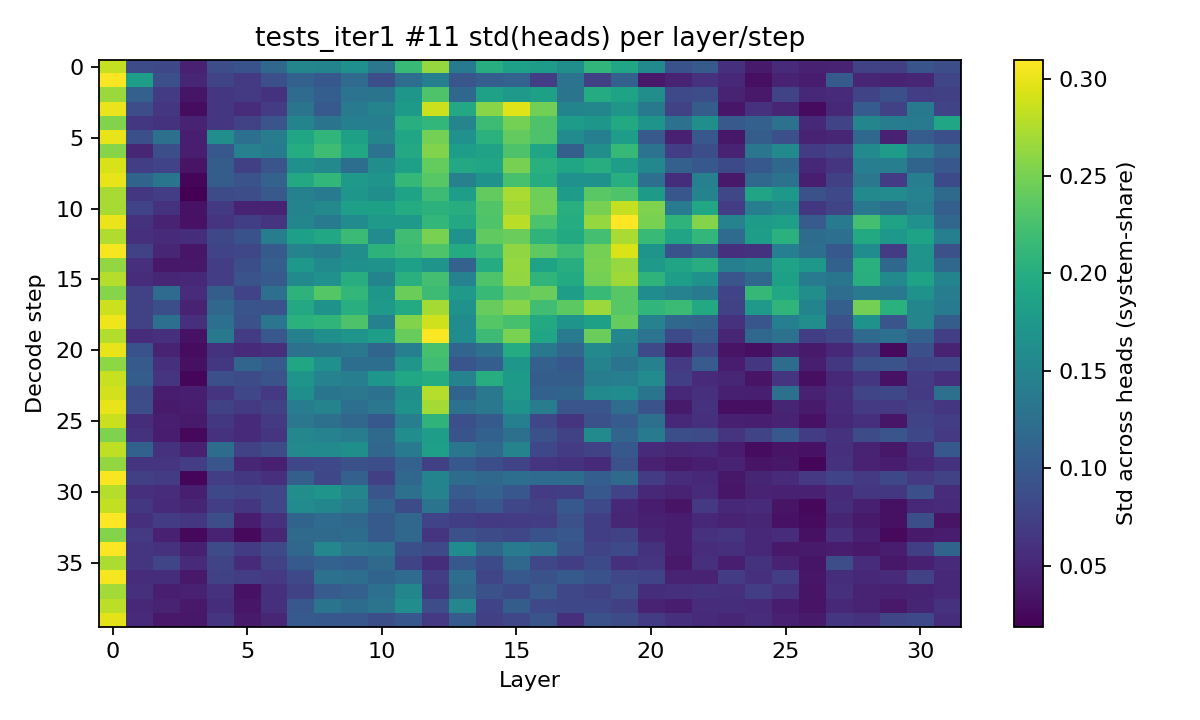 tests_iter1 #11 std(heads) per layer/step
0
5
10
15
20
25
30
35
Decode step
0 5 10 15 20 25 30
Layer
0.30
0.25
0.20
0.15
0.10
0.05
Std across heads (system-share)